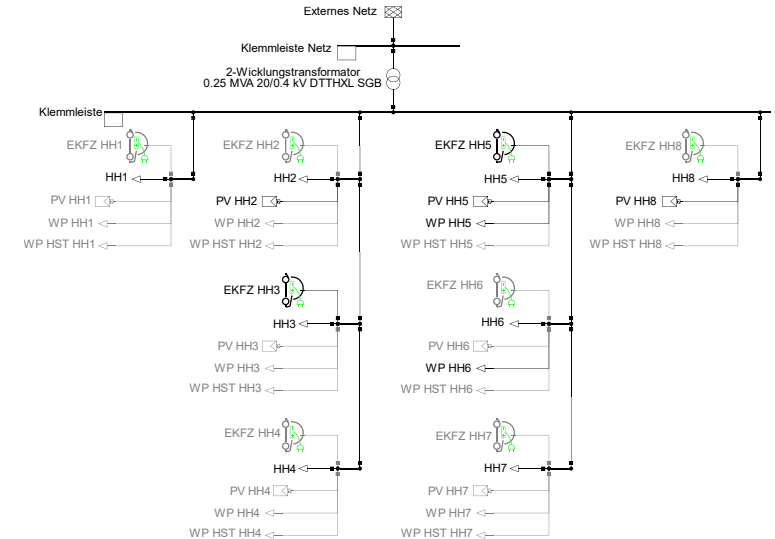 Externes Netz
Klemmleiste Netz
2-Wicklungstransformator
0.25 MVA 20/0.4 kV DTTHXL SGB
Klemmleiste
EKFZ HH1
HH1
PV HH1
WP HH1
WP HST HH1
EKFZ HH2
HH2
PV HH2
WP HH2
WP HST HH2
EKFZ HH5
HH5
PV HH5
WP HH5
WP HST HH5
EKFZ HH8
HH8
PV HH8
WP HH8
WP HST HH8
EKFZ HH3
HH3
PV HH3
WP HH3
WP HST HH3
EKFZ HH6
HH6
PV HH6
WP HH6
WP HST HH6
EKFZ HH4
HH4
PV HH4
WP HH4
WP HST HH4
EKFZ HH7
HH7
PV HH7
WP HH7
WP HST HH7